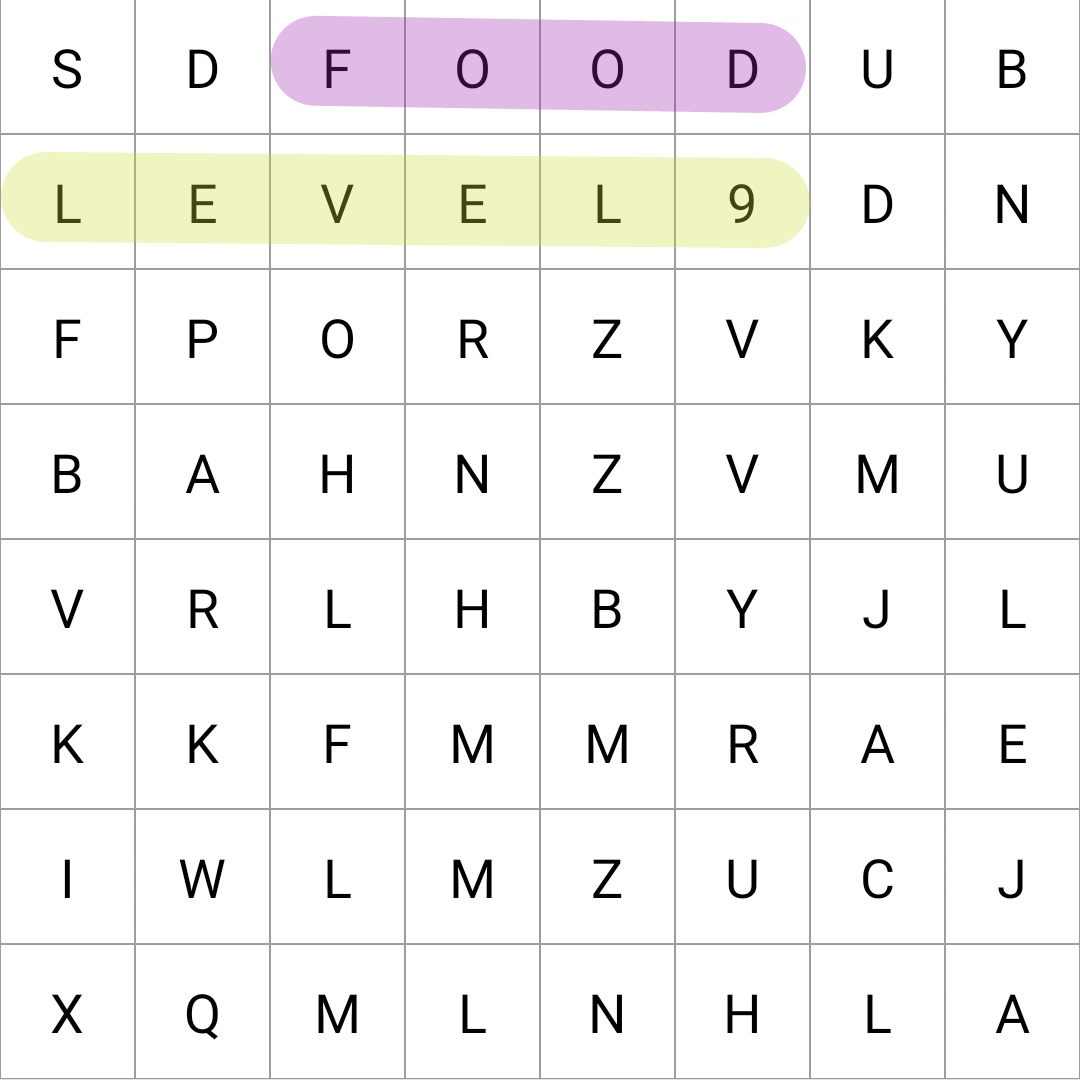 S D F O O D U B
L E V E L 9 D N
F P O R Z V K Y
B A H N Z V M U
V R L H B Y J L
K K F M M R A E
I W L M Z U C J
X Q M L N H L A